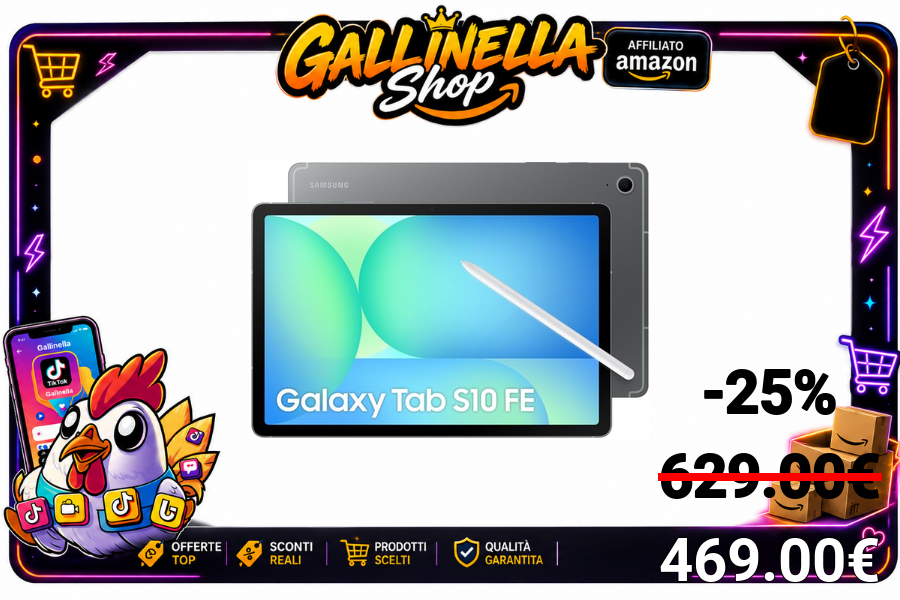 GALLINELLA
Shop
AFFILIATO
amazon
SAMSUNG
Galaxy Tab S10 FE
Gallinella
TikTok
Gallinella
-25%
629.00€
469.00€
OFFERTE
TOP
SCONTI
REALI
PRODOTTI
SCELTI
QUALITÀ
GARANTITA